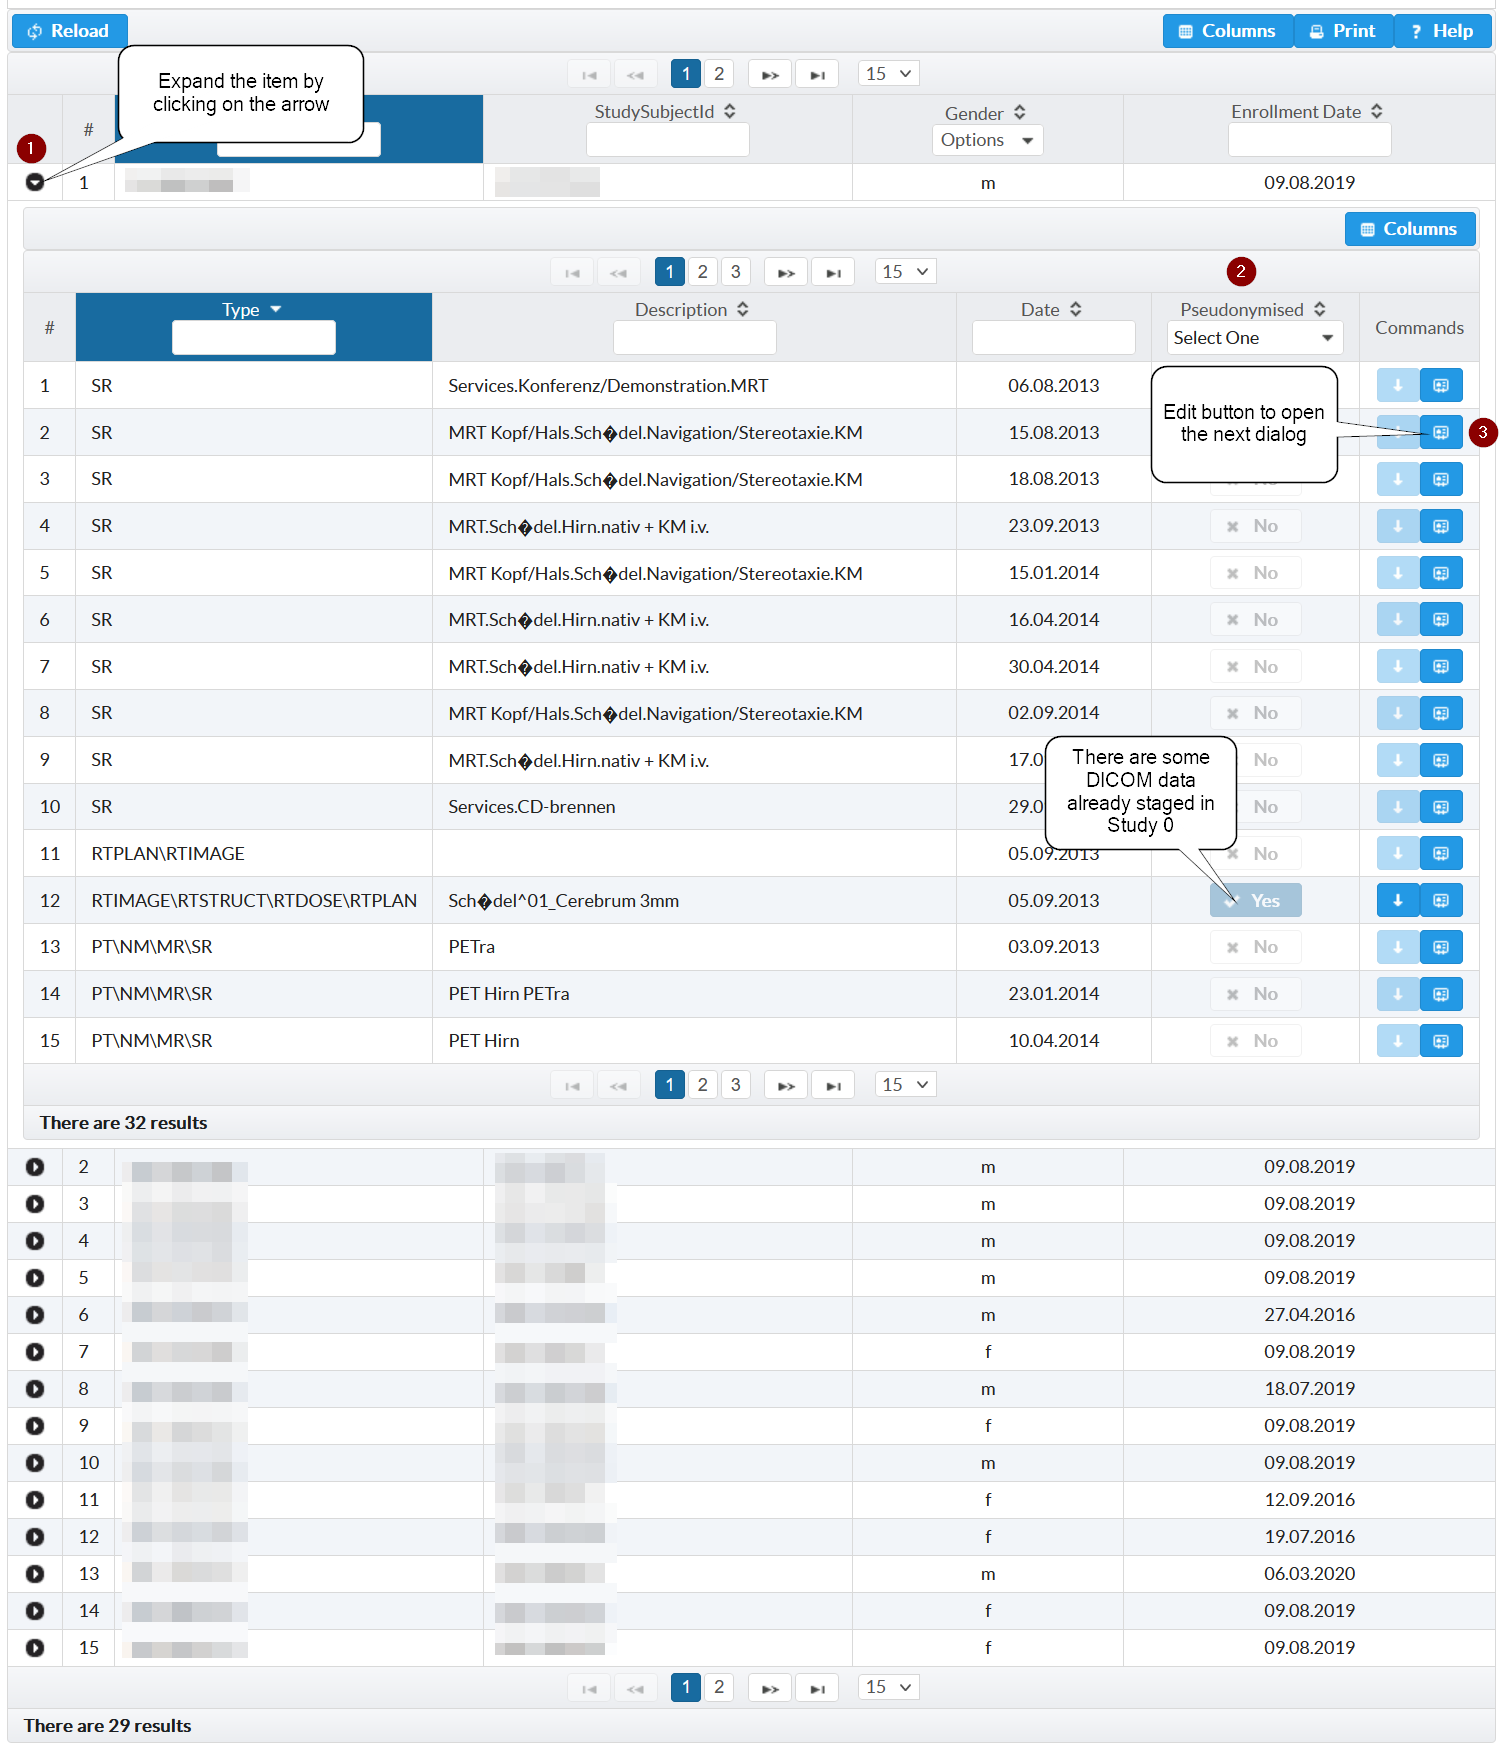 Reload Columns Print ? Help
Expand the item by
clicking on the arrow
1 2 15
# StudySubjectId Gender Enrollment Date
Options
1
1 m 09.08.2019
Columns
1 2 3 15
2
# Type Description Date Pseudonymised Commands
Select One
1 SR Services.Konferenz/Demonstration.MRT 06.08.2013
Edit button to open
the next dialog
2 SR MRT Kopf/Hals.Sch�del.Navigation/Stereotaxie.KM 15.08.2013
3
3 SR MRT Kopf/Hals.Sch�del.Navigation/Stereotaxie.KM 18.08.2013
4 SR MRT.Sch�del.Hirn.nativ + KM i.v. 23.09.2013 No
5 SR MRT Kopf/Hals.Sch�del.Navigation/Stereotaxie.KM 15.01.2014 No
6 SR MRT.Sch�del.Hirn.nativ + KM i.v. 16.04.2014 No
7 SR MRT.Sch�del.Hirn.nativ + KM i.v. 30.04.2014 No
8 SR MRT Kopf/Hals.Sch�del.Navigation/Stereotaxie.KM 02.09.2014 No
9 SR MRT.Sch�del.Hirn.nativ + KM i.v. 17.0 No
There are some
DICOM data
already staged in
Study 0
10 SR Services.CD-brennen 29.0 No
11 RTPLAN\RTIMAGE 05.09.2013 No
12 RTIMAGE\RTSTRUCT\RTDOSE\RTPLAN Sch�del^01_Cerebrum 3mm 05.09.2013 Yes
13 PT\NM\MR\SR PETra 03.09.2013 No
14 PT\NM\MR\SR PET Hirn PETra 23.01.2014 No
15 PT\NM\MR\SR PET Hirn 10.04.2014 No
1 2 3 15
There are 32 results
2 m 09.08.2019
3 m 09.08.2019
4 m 09.08.2019
5 m 09.08.2019
6 m 27.04.2016
7 f 09.08.2019
8 m 18.07.2019
9 f 09.08.2019
10 m 09.08.2019
11 f 12.09.2016
12 f 19.07.2016
13 m 06.03.2020
14 f 09.08.2019
15 f 09.08.2019
1 2 15
There are 29 results